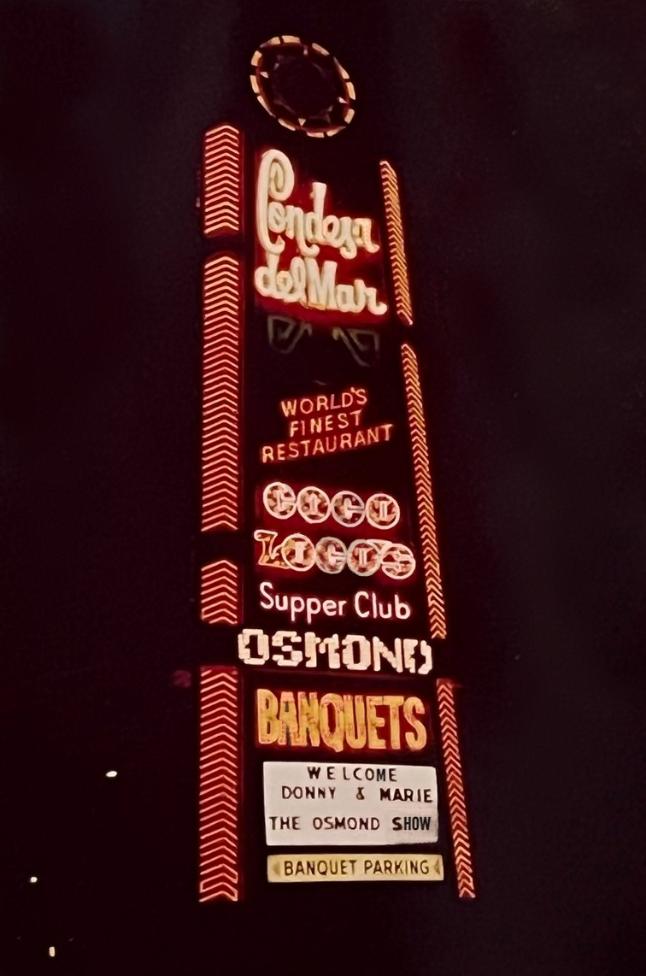 Condesa
del Mar
WORLD'S
FINEST
RESTAURANT
Supper Club
OSMOND
BANQUETS
WELCOME
DONNY & MARIE
THE OSMOND SHOW
BANQUET PARKING